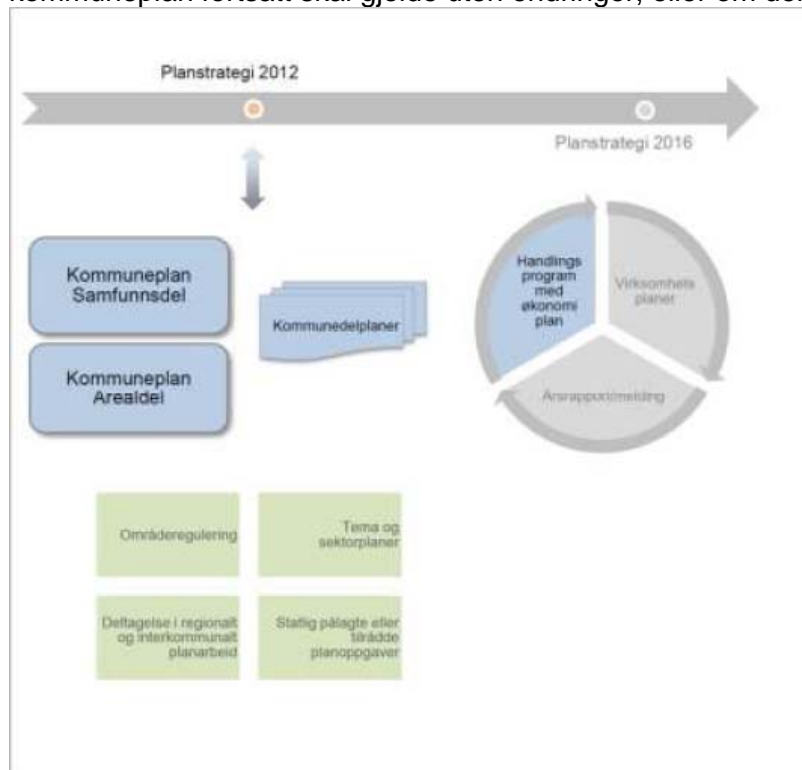 Planstrategi 2012
Planstrategi 2016
Kommuneplan
Samfunnsdel
Kommuneplan
Arealdel
Kommunedelplaner
Handlings
program
med
økonomi
plan
Virksomhets
planer
Årsrapport/melding
Områderegulering
Tema og
sektorplaner
Deltagelse i regionalt
og interkommunalt
planarbeid
Statlig pålagte eller
tilrådde
planoppgaver